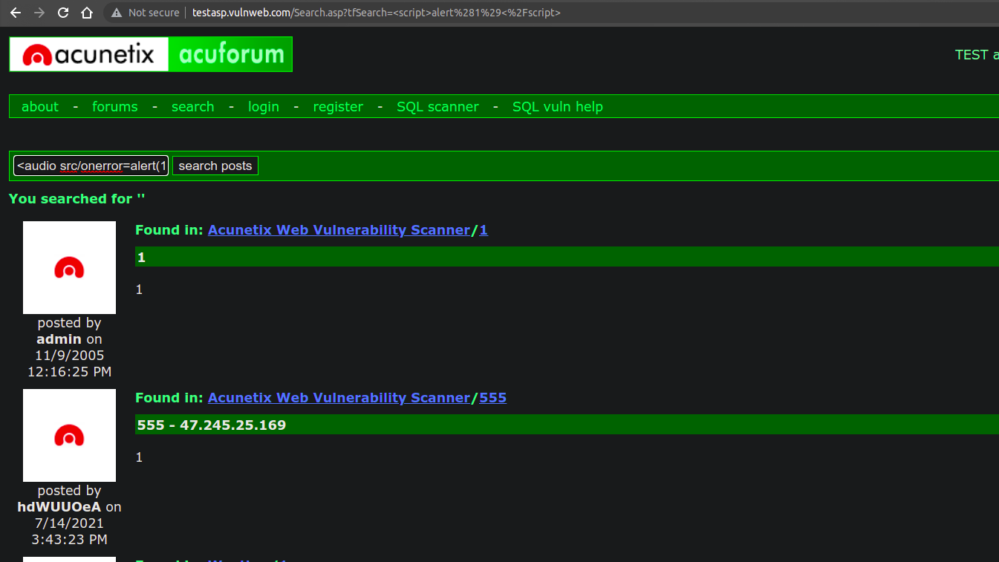 Not secure | testasp.vulnweb.com/Search.asp?tfSearch=<script>alert%281%29<%2Fscript>
acunetix acuforum
TEST a
about - forums - search - login - register - SQL scanner - SQL vuln help
<audio src/onerror=alert(1 search posts
You searched for ''
Found in: Acunetix Web Vulnerability Scanner/1
1
1
posted by
admin on
11/9/2005
12:16:25 PM
Found in: Acunetix Web Vulnerability Scanner/555
555 - 47.245.25.169
1
posted by
hdWUUOeA on
7/14/2021
3:43:23 PM